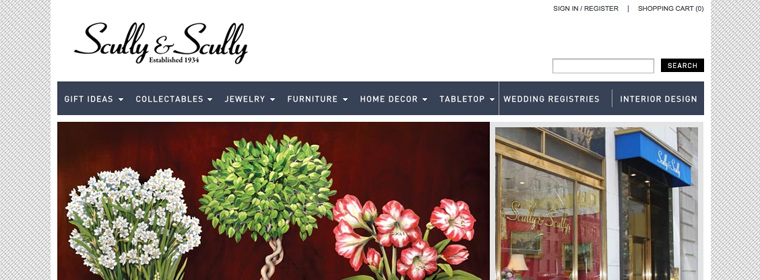 SIGN IN / REGISTER | SHOPPING CART (0)
Scully & Scully
Established 1934
SEARCH
GIFT IDEAS COLLECTABLES JEWELRY FURNITURE HOME DECOR TABLETOP WEDDING REGISTRIES INTERIOR DESIGN
Scully & Scully
Scully & Scully